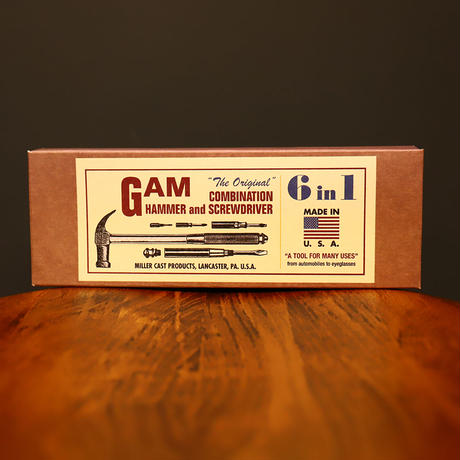 GAM "The Original" COMBINATION
HAMMER and SCREWDRIVER
MILLER CAST PRODUCTS, LANCASTER, PA. U.S.A.
6 in 1
MADE IN
U. S. A.
"A TOOL FOR MANY USES"
from automobiles to eyeglasses